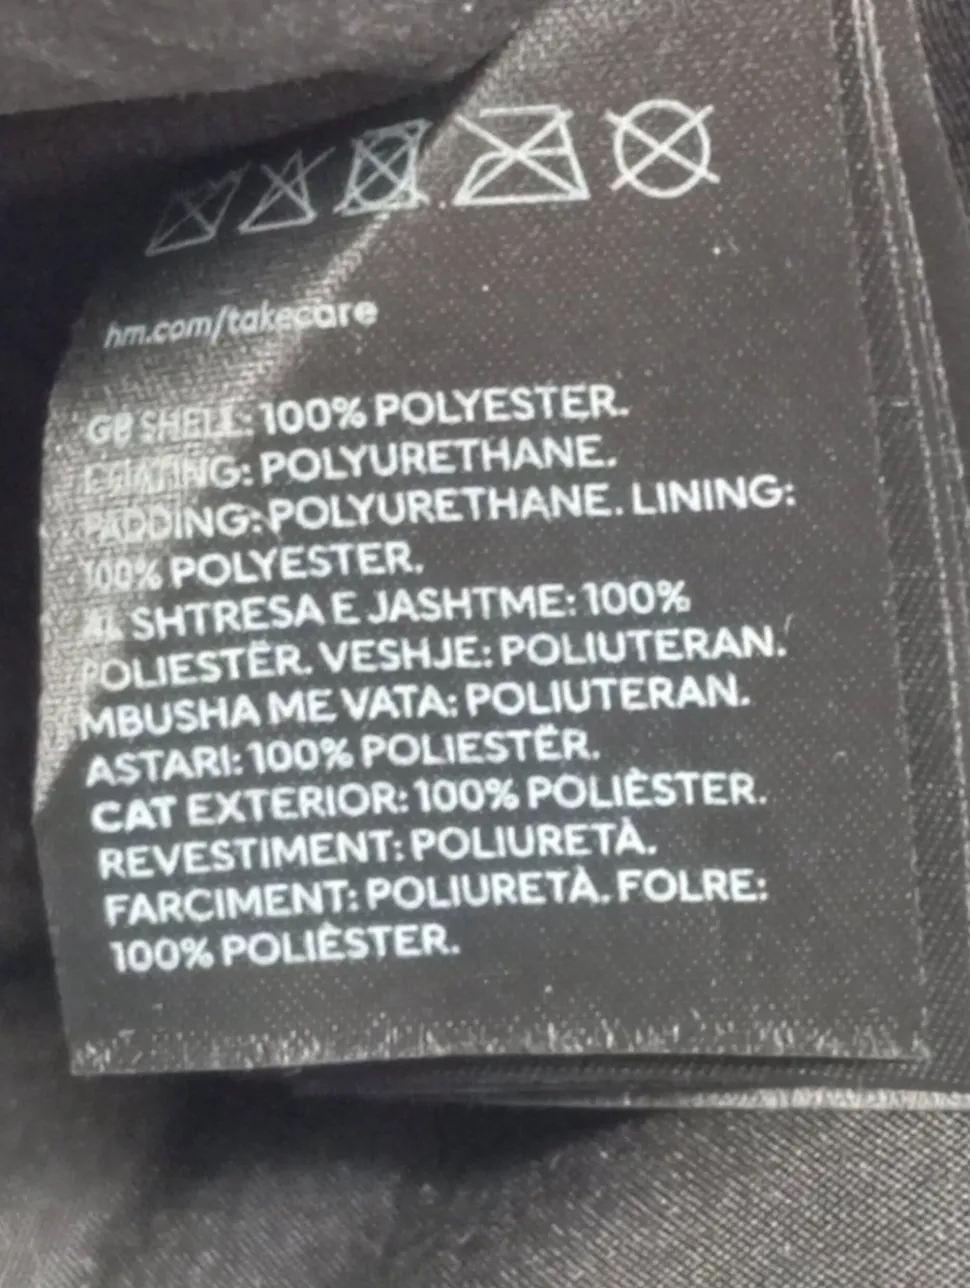 hm.com/takecare
GB SHELL: 100% POLYESTER.
COATING: POLYURETHANE.
PADDING: POLYURETHANE. LINING:
100% POLYESTER.
AL SHTRESA E JASHTME: 100%
POLIESTËR. VESHJE: POLIUTERAN.
MBUSHA ME VATA: POLIUTERAN.
ASTARI: 100% POLIESTËR.
CAT EXTERIOR: 100% POLIÈSTER.
REVESTIMENT: POLIURETÀ.
FARCIMENT: POLIURETÀ. FOLRE:
100% POLIÈSTER.